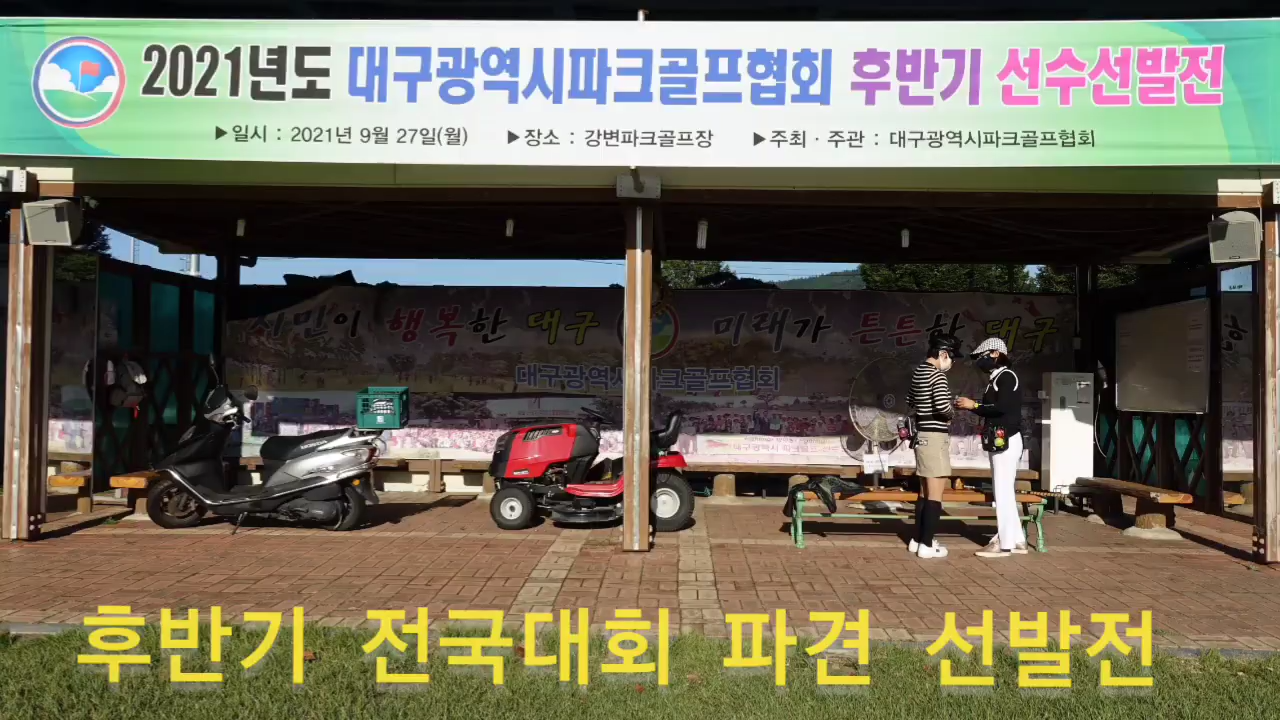 2021년도 대구광역시파크골프협회 후반기 선수선발전
▶일시 : 2021년 9월 27일(월) ▶장소 : 강변파크골프장 ▶주최 · 주관 : 대구광역시파크골프협회
시민이 행복한 대구 미래가 튼튼한 대구
대구광역시파크골프협회
후반기 전국대회 파견 선발전